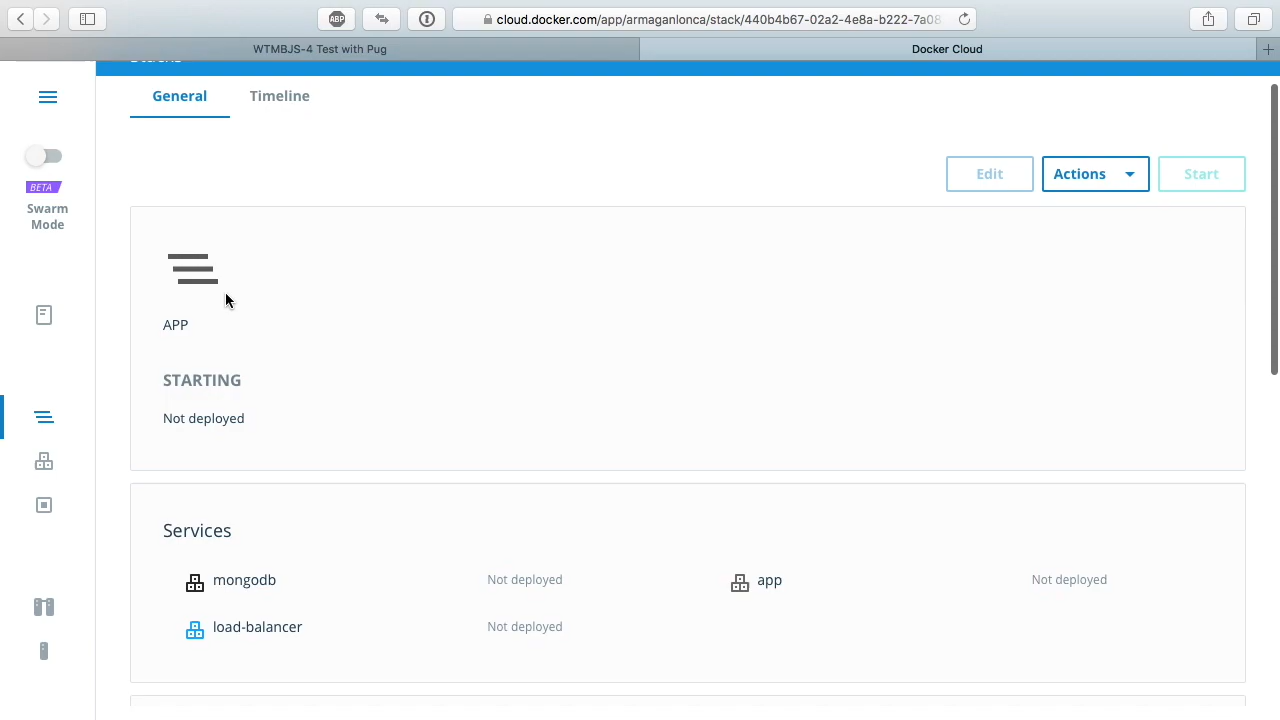 ABP
cloud.docker.com/app/armaganlonca/stack/440b4b67-02a2-4e8a-b222-7a08
WTMBJS-4 Test with Pug
Docker Cloud
General
Timeline
BETA
Swarm
Mode
Edit
Actions
Start
APP
STARTING
Not deployed
Services
mongodb
Not deployed
app
Not deployed
load-balancer
Not deployed